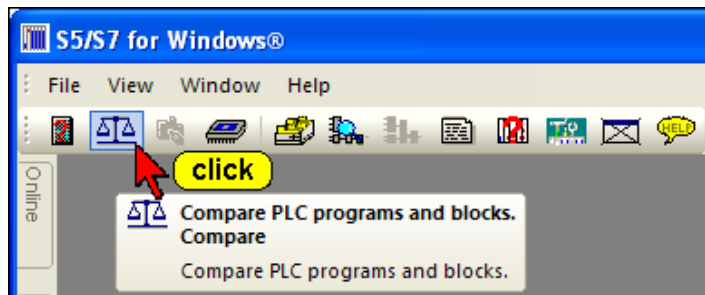 S5/S7 for Windows®
File View Window Help
HELP
click
Online
Compare PLC programs and blocks.
Compare
Compare PLC programs and blocks.